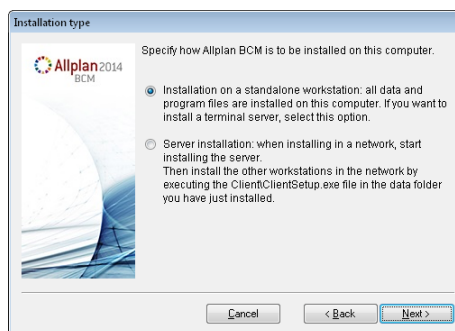 Installation type
Allplan 2014
BCM
Specify how Allplan BCM is to be installed on this computer.
Installation on a standalone workstation: all data and
program files are installed on this computer. If you want to
install a terminal server, select this option.
Server installation: when installing in a network, start
installing the server.
Then install the other workstations in the network by
executing the Client\ClientSetup.exe file in the data folder
you have just installed.
Cancel
< Back
Next >